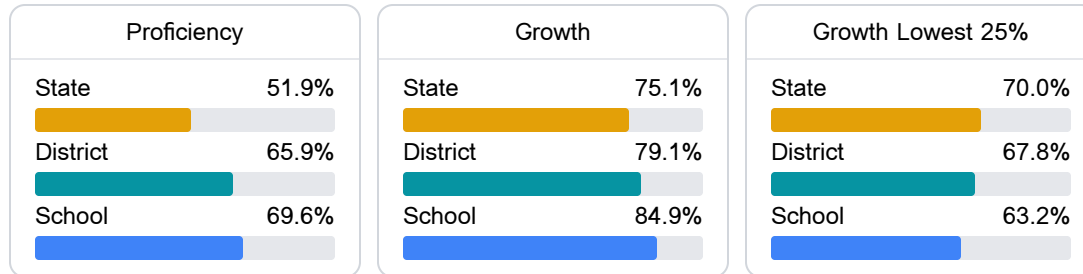 Proficiency
State 51.9%
District 65.9%
School 69.6%
Growth
State 75.1%
District 79.1%
School 84.9%
Growth Lowest 25%
State 70.0%
District 67.8%
School 63.2%